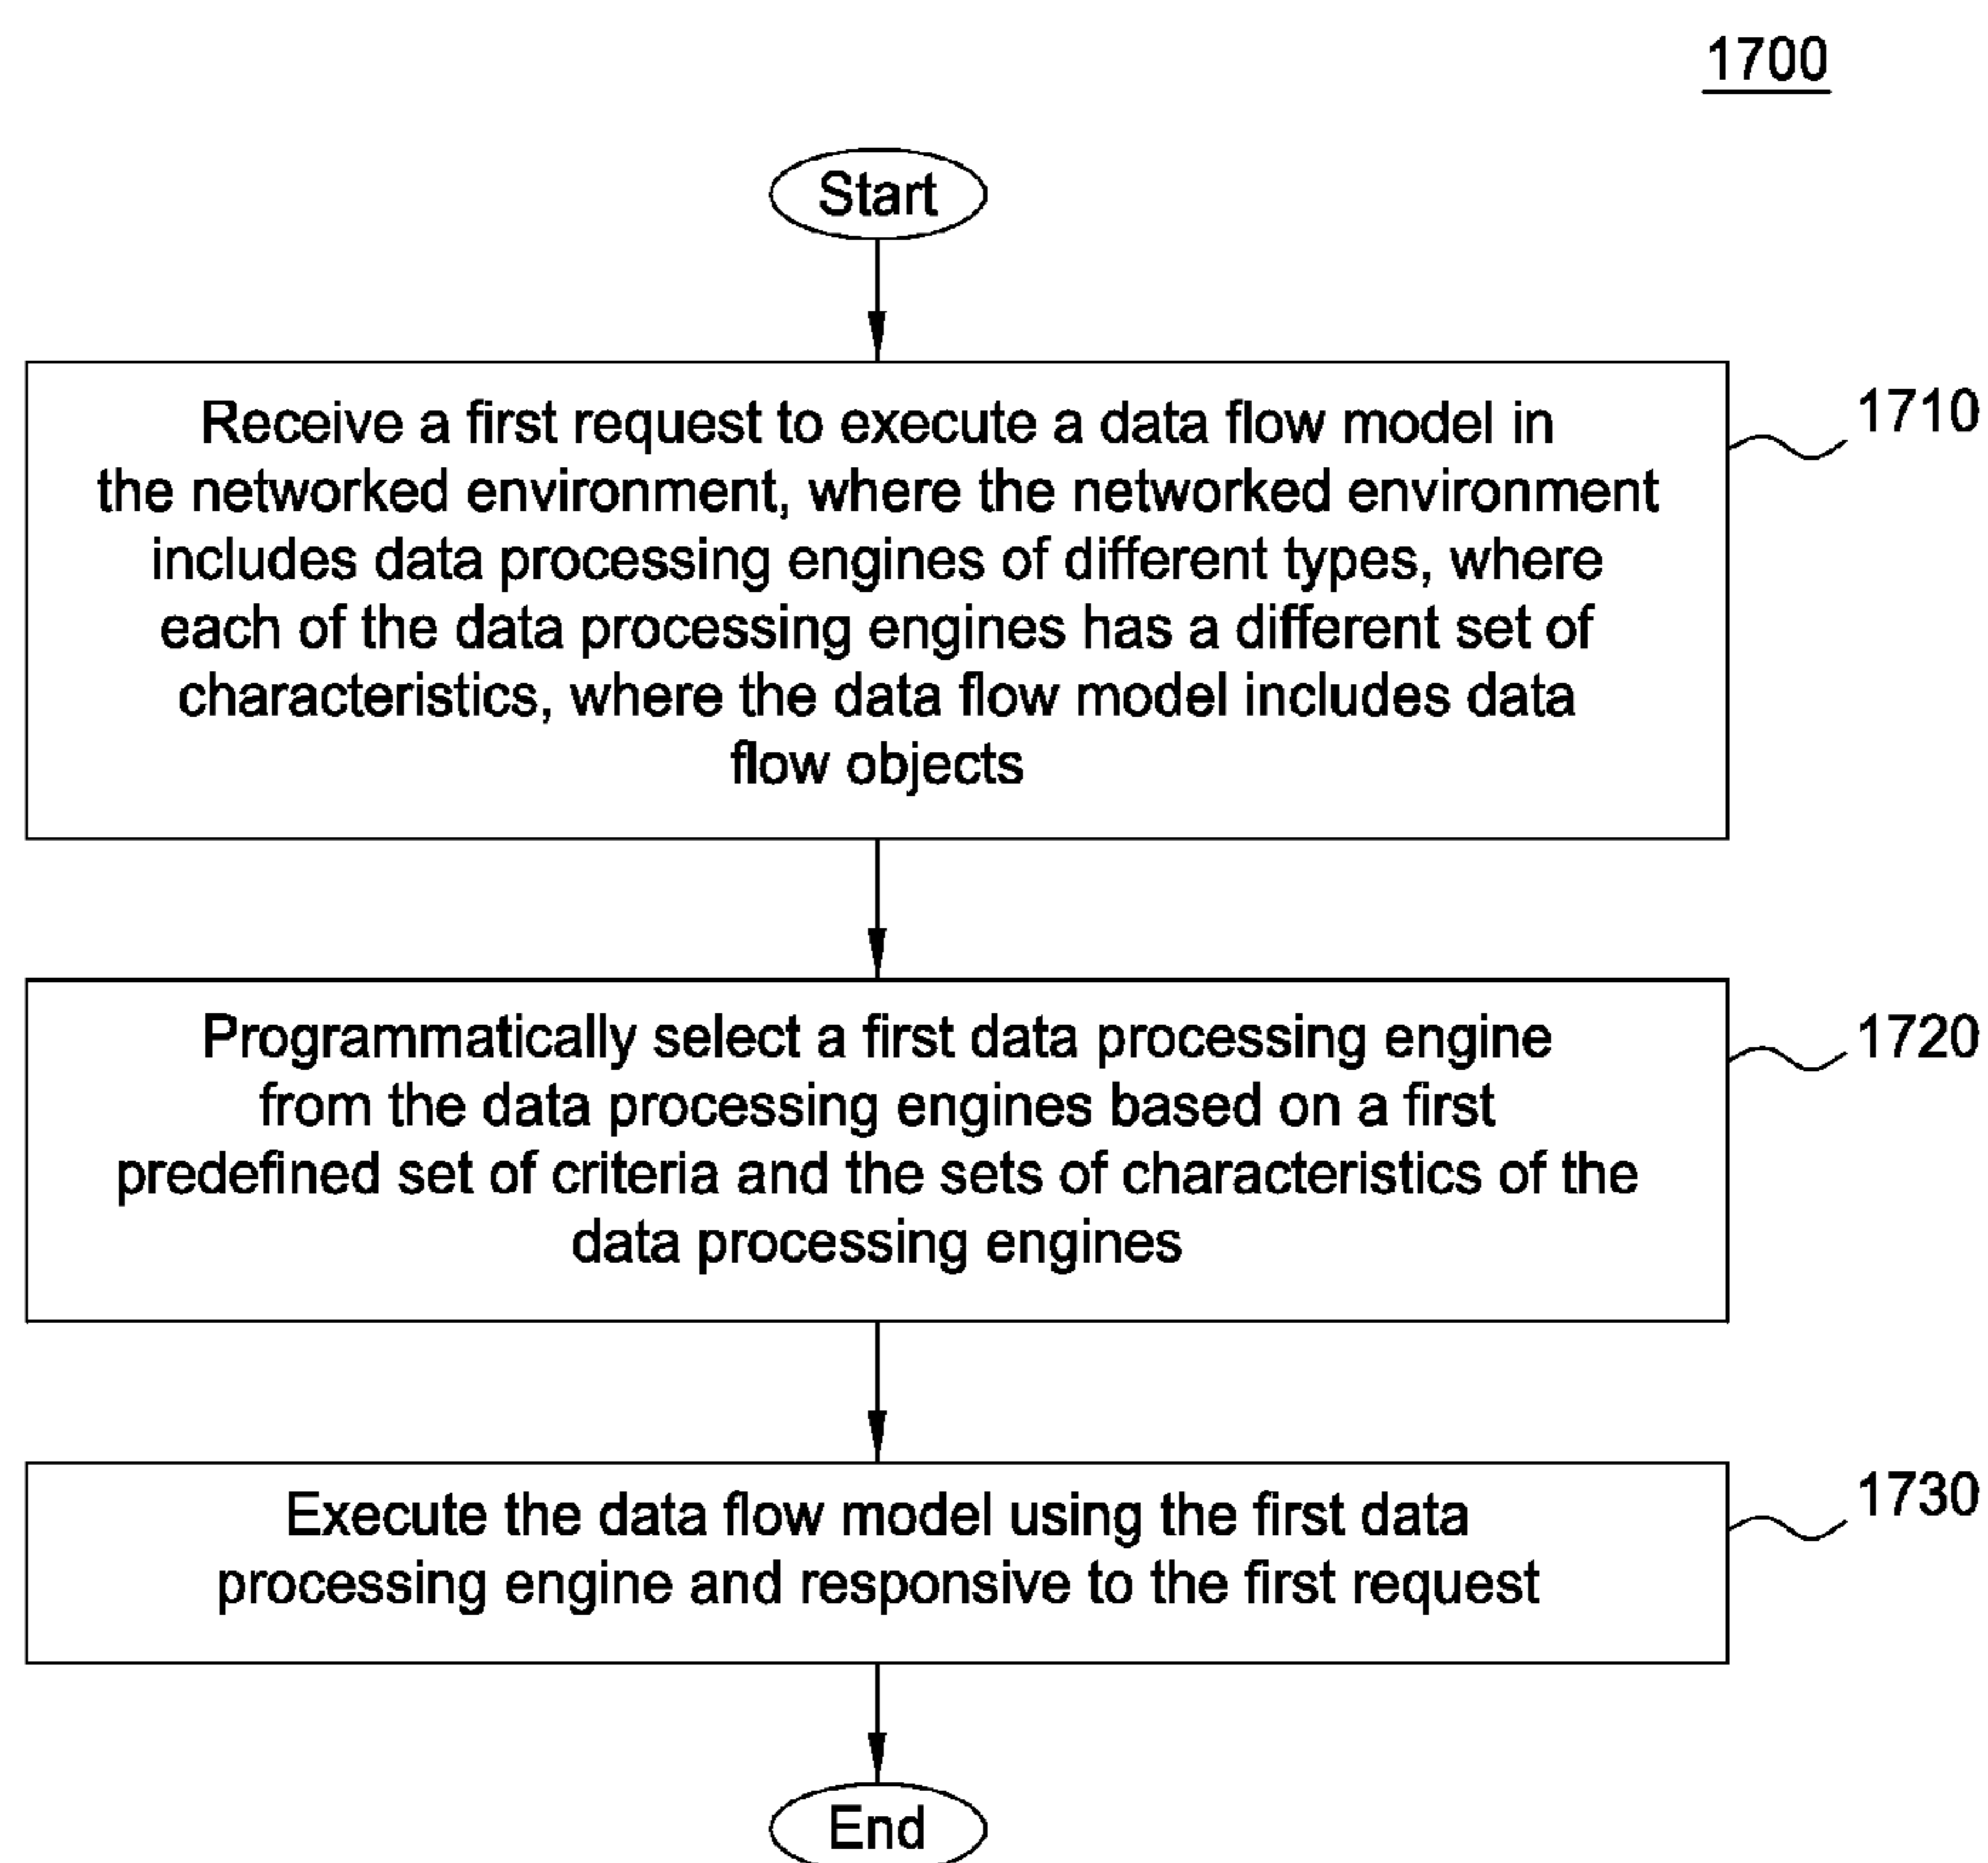 1700
Start
Receive a first request to execute a data flow model in
the networked environment, where the networked environment
includes data processing engines of different types, where
each of the data processing engines has a different set of
characteristics, where the data flow model includes data
flow objects
1710
Programmatically select a first data processing engine
from the data processing engines based on a first
predefined set of criteria and the sets of characteristics of the
data processing engines
1720
Execute the data flow model using the first data
processing engine and responsive to the first request
1730
End